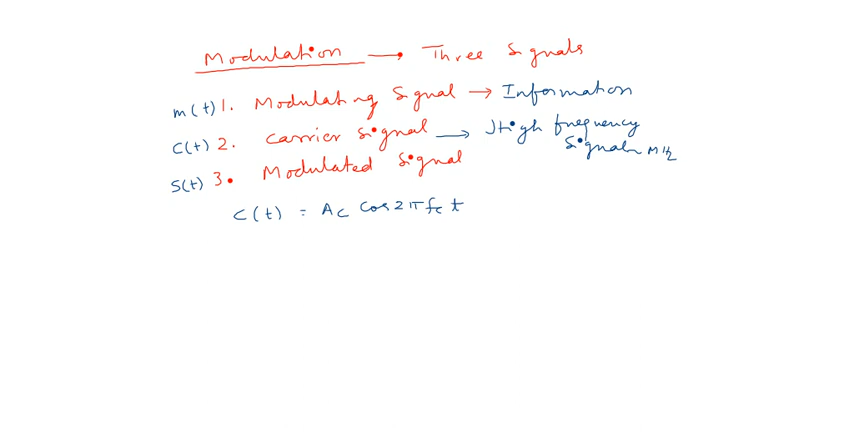 Modulation → Three Signals
m(t) 1. Modulating Signal → Information
c(t) 2. Carrier Signal → High frequency
Signals MHz
S(t) 3. Modulated Signal
c(t) = Ac cos 2πfc t